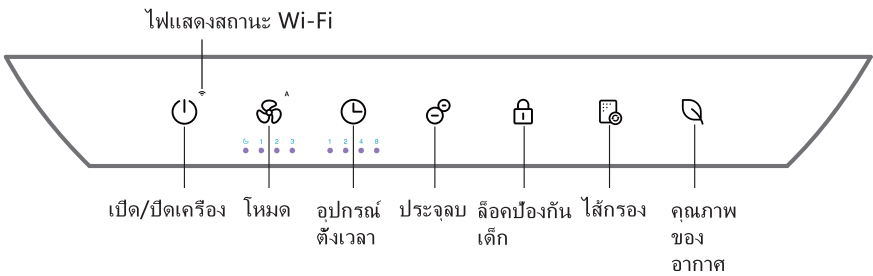 ไฟแสดงสถานะ Wi-Fi
A
1 2 3
1 2 4 8
เปิด/ปิดเครื่อง
โหมด
อุปกรณ์
ตั้งเวลา
ประจุลบ
ล็อคป้องกัน
เด็ก
ไส้กรอง
คุณภาพ
ของ
อากาศ